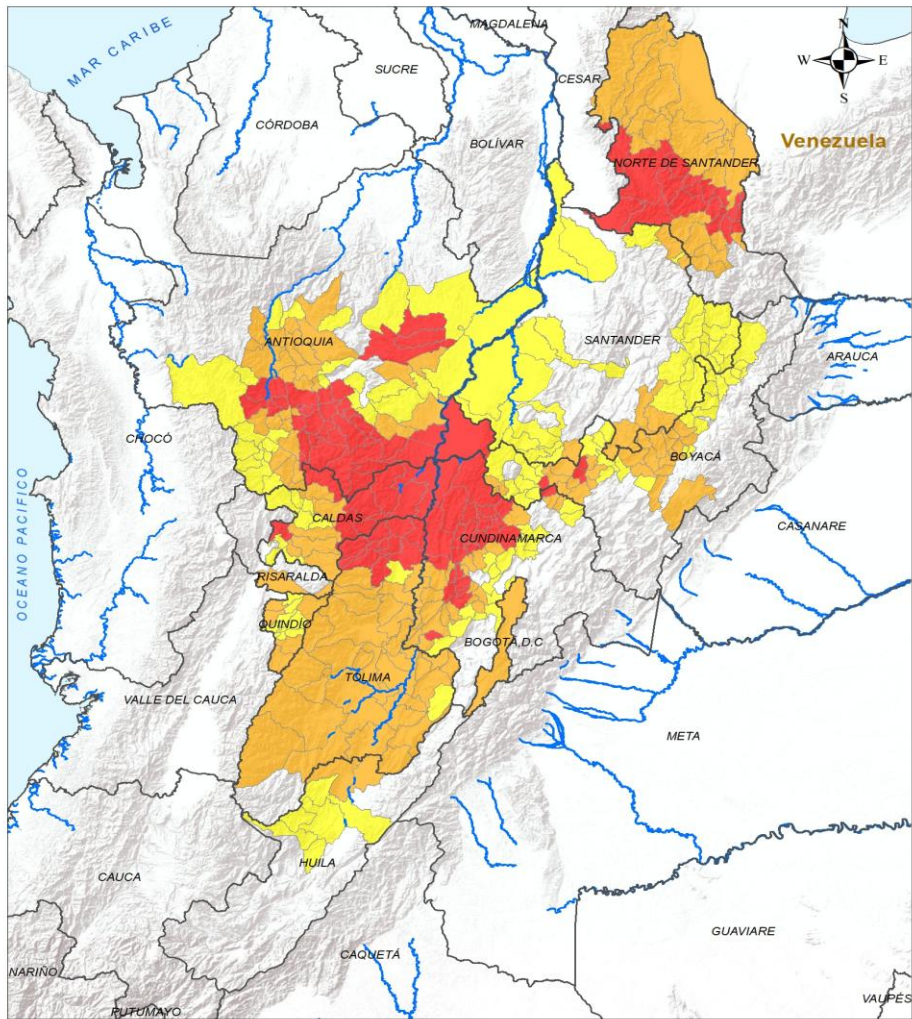 MAGDALENA
MAR CARIBE
N
W E
S
SUCRE
CESAR
CÓRDOBA
BOLÍVAR
Venezuela
NORTE DE SANTANDER
ANTIOQUIA
SANTANDER
ARAUCA
CHOCÓ
BOYACÁ
OCEANO PACIFICO
CALDAS
CASANARE
CUNDINAMARCA
RISARALDA
QUINDÍO
BOGOTÁ, D.C
TOLIMA
VALLE DEL CAUCA
META
HUILA
CAUCA
GUAVIARE
CAQUETÁ
NARIÑO
VAUPÉS
PUTUMAYO